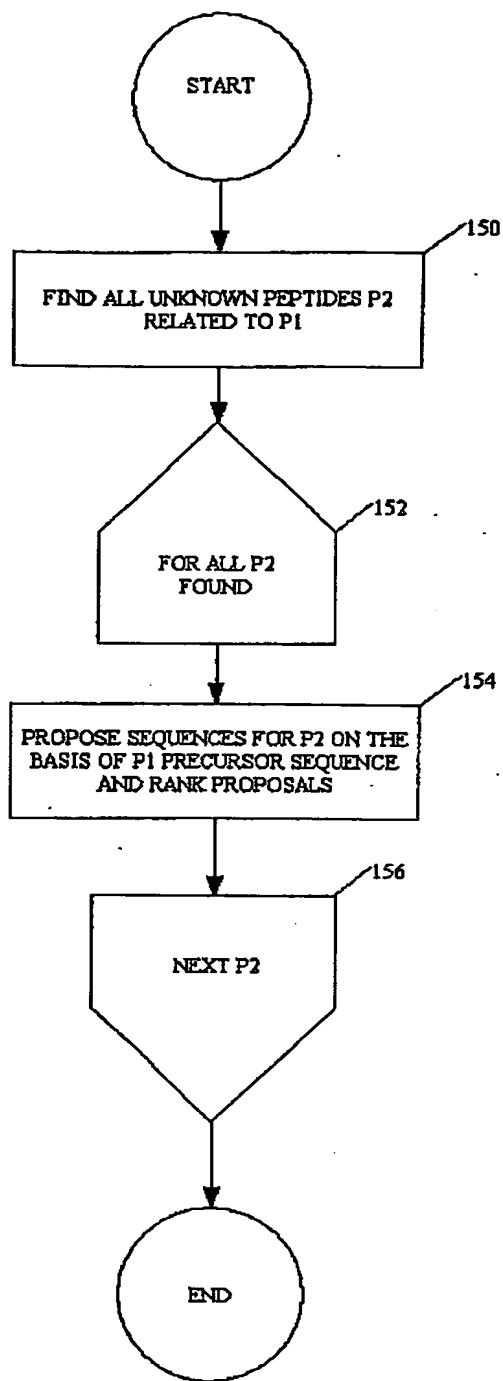 START
150
FIND ALL UNKNOWN PEPTIDES P2
RELATED TO P1
152
FOR ALL P2
FOUND
154
PROPOSE SEQUENCES FOR P2 ON THE
BASIS OF P1 PRECURSOR SEQUENCE
AND RANK PROPOSALS
156
NEXT P2
END